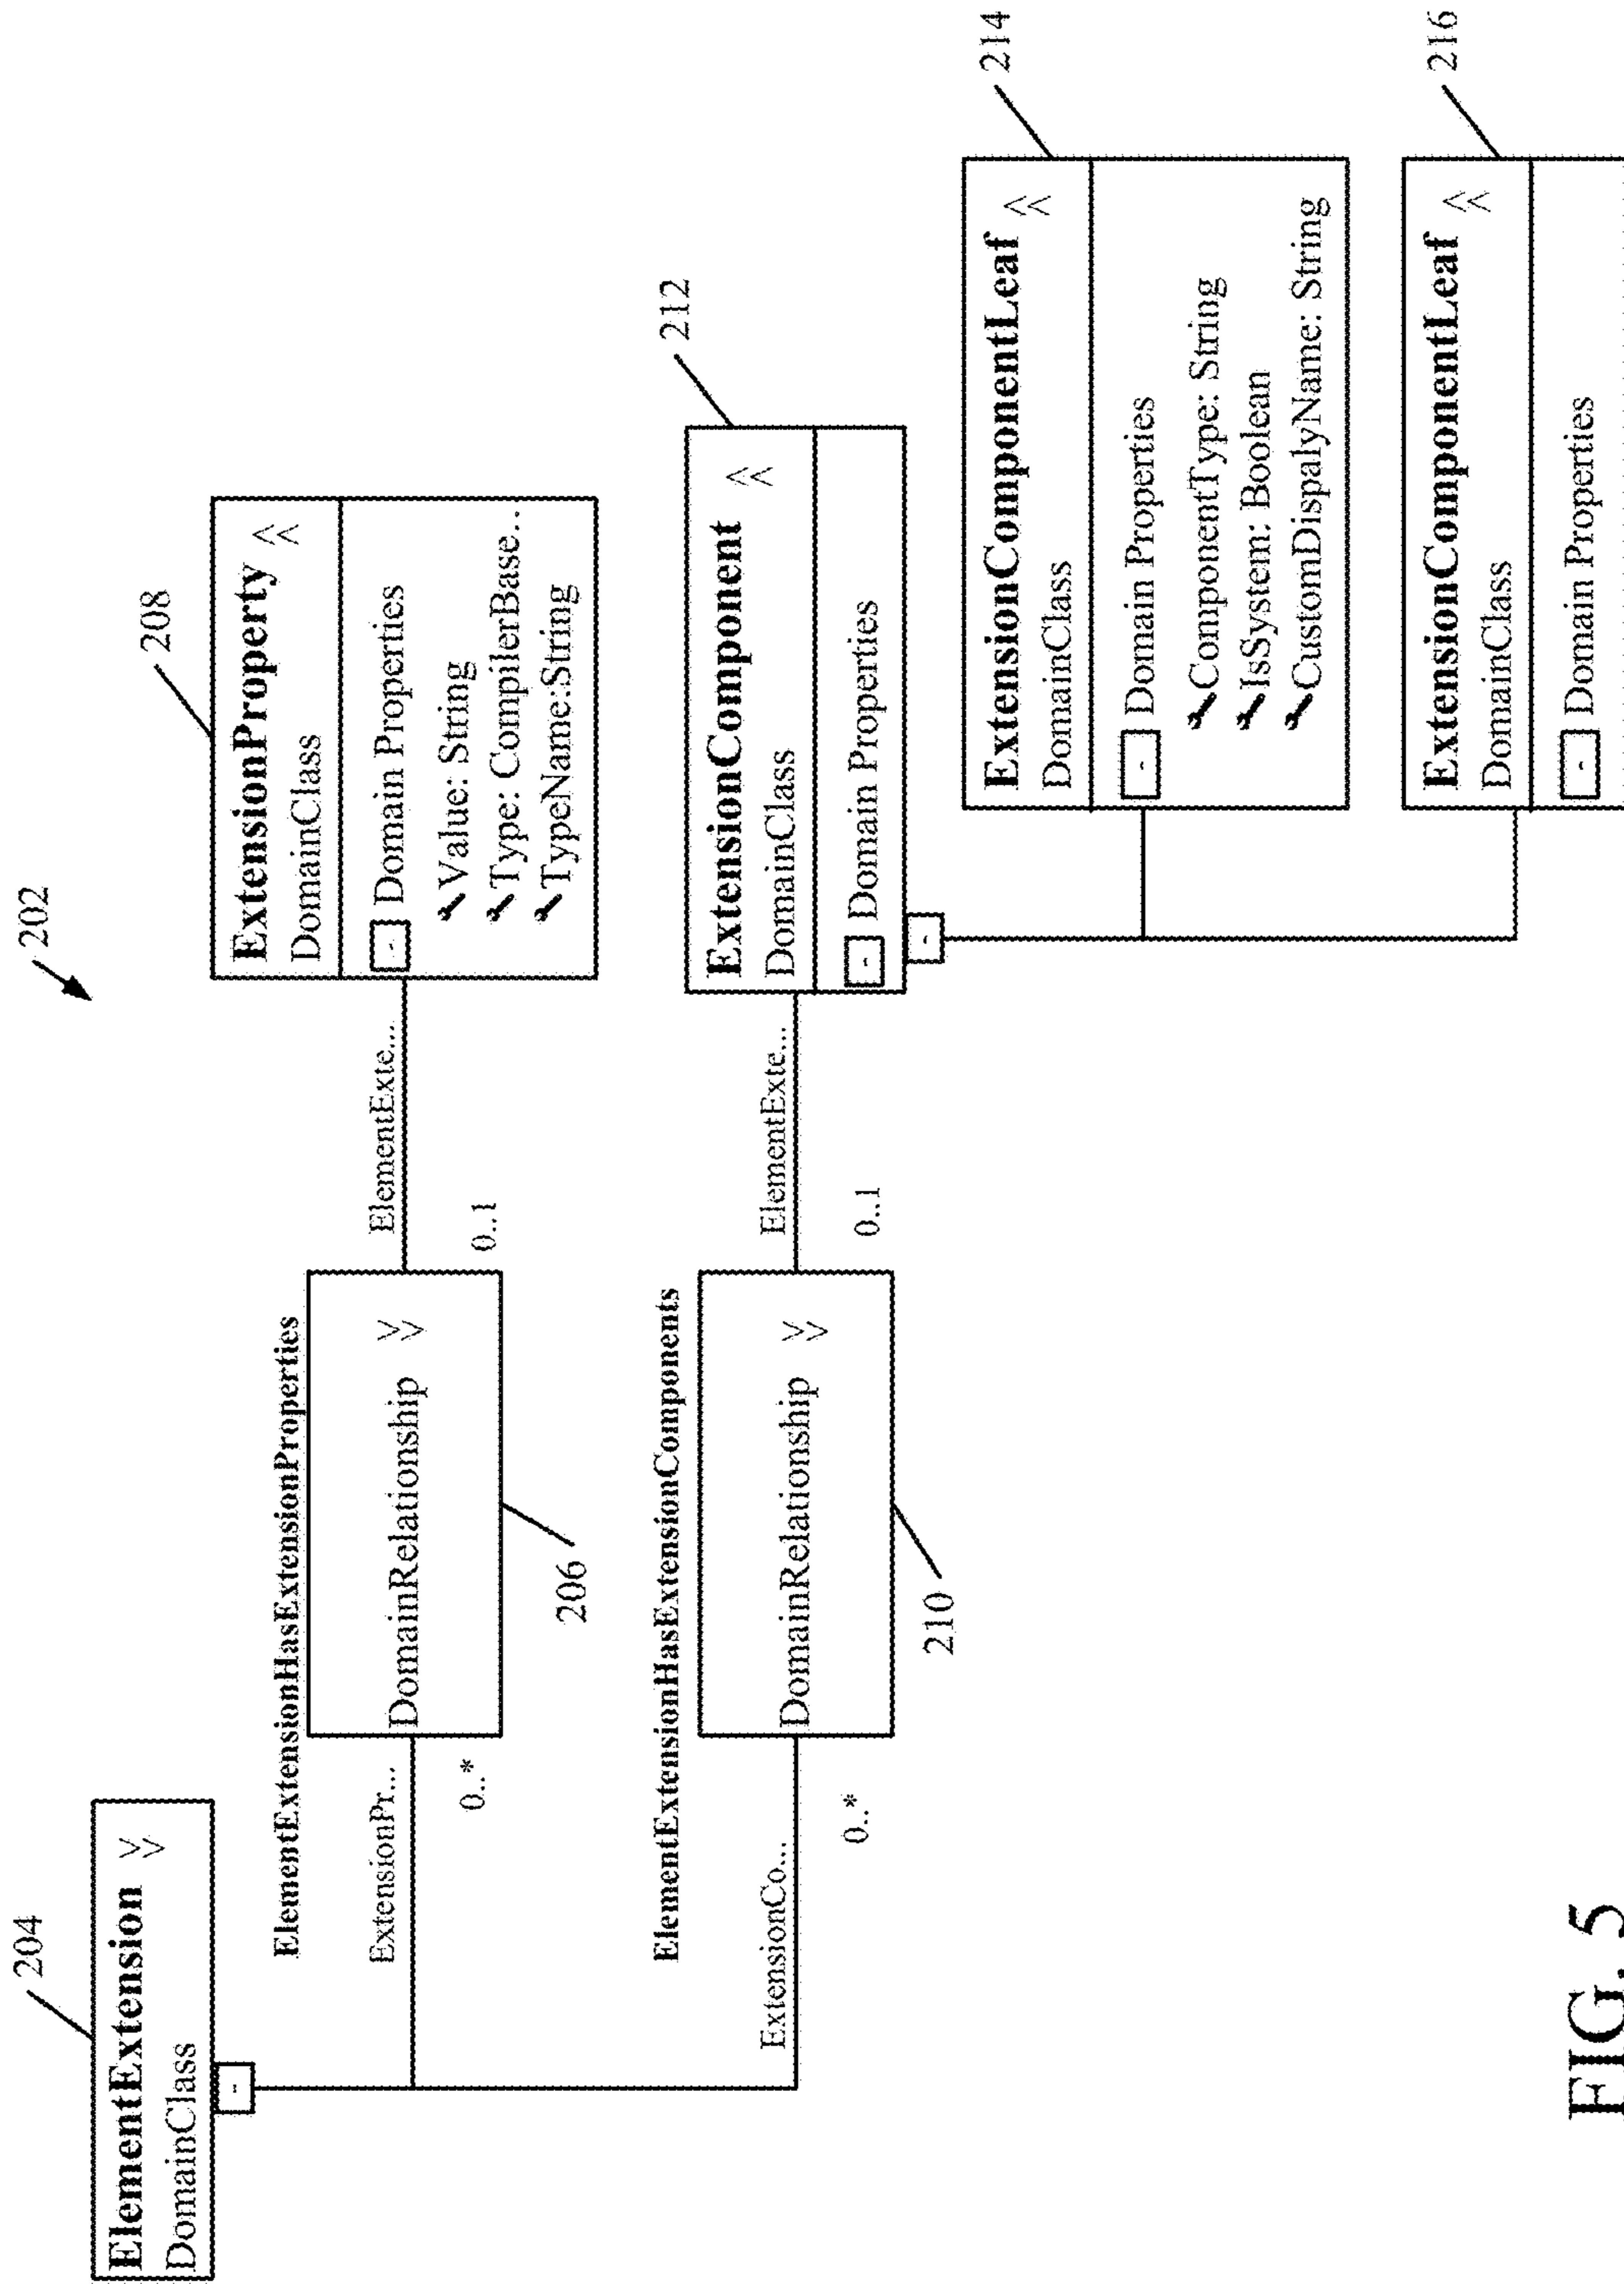 202
204
ElementExtension
DomainClass
-
ElementExtensionHasExtensionProperties
ExtensionPr...
0..*
DomainRelationship
206
ElementExte...
0..1
208
ExtensionProperty
DomainClass
- Domain Properties
Value: String
Type: CompilerBase...
TypeName:String
ElementExtensionHasExtensionComponents
ExtensionCo...
0..*
DomainRelationship
210
ElementExte...
0..1
212
ExtensionComponent
DomainClass
- Domain Properties
-
214
ExtensionComponentLeaf
DomainClass
- Domain Properties
ComponentType: String
IsSystem: Boolean
CustomDispalyName: String
216
ExtensionComponentLeaf
DomainClass
- Domain Properties
FIG. 5